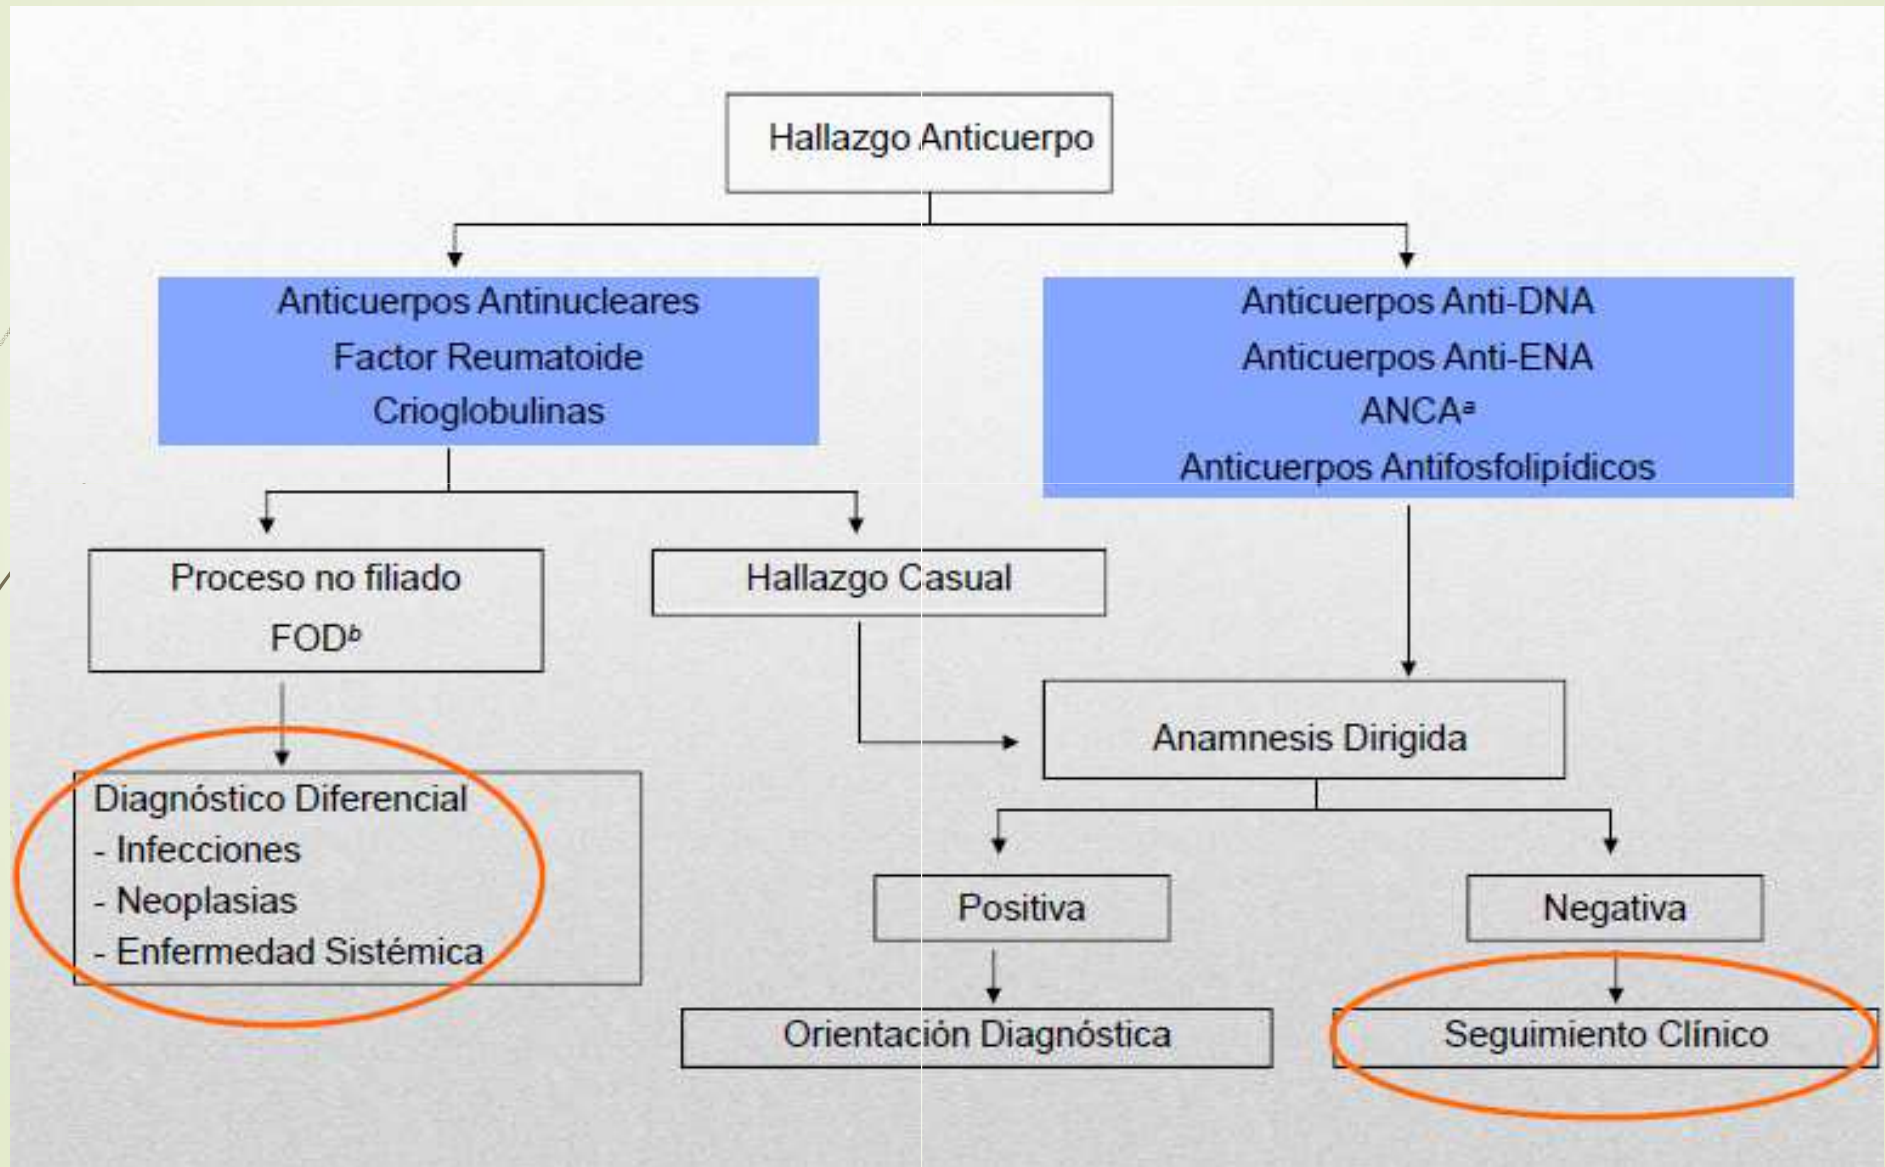 Hallazgo Anticuerpo
Anticuerpos Antinucleares
Factor Reumatoide
Crioglobulinas
Anticuerpos Anti-DNA
Anticuerpos Anti-ENA
ANCAᵃ
Anticuerpos Antifosfolipídicos
Proceso no filiado
FODᵇ
Hallazgo Casual
Anamnesis Dirigida
Diagnóstico Diferencial
- Infecciones
- Neoplasias
- Enfermedad Sistémica
Positiva
Negativa
Orientación Diagnóstica
Seguimiento Clínico